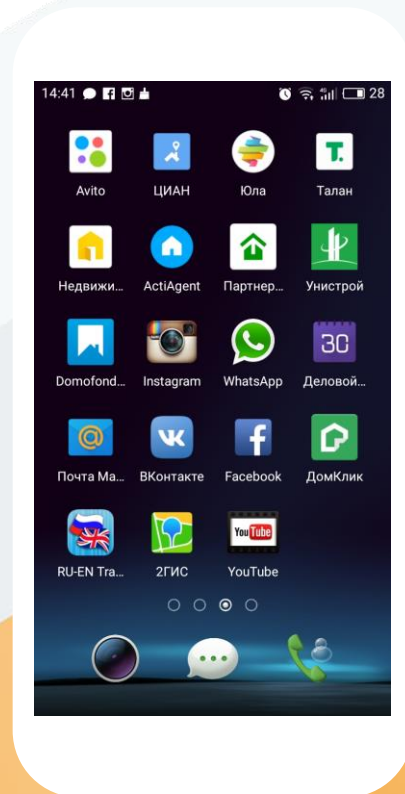 14:41 28
Avito ЦИАН Юла Талан
Недвижи... ActiAgent Партнер... Унистрой
30
Domofond... Instagram WhatsApp Деловой...
Почта Ma... ВКонтакте Facebook ДомКлик
You Tube
RU-EN Tra... 2ГИС YouTube